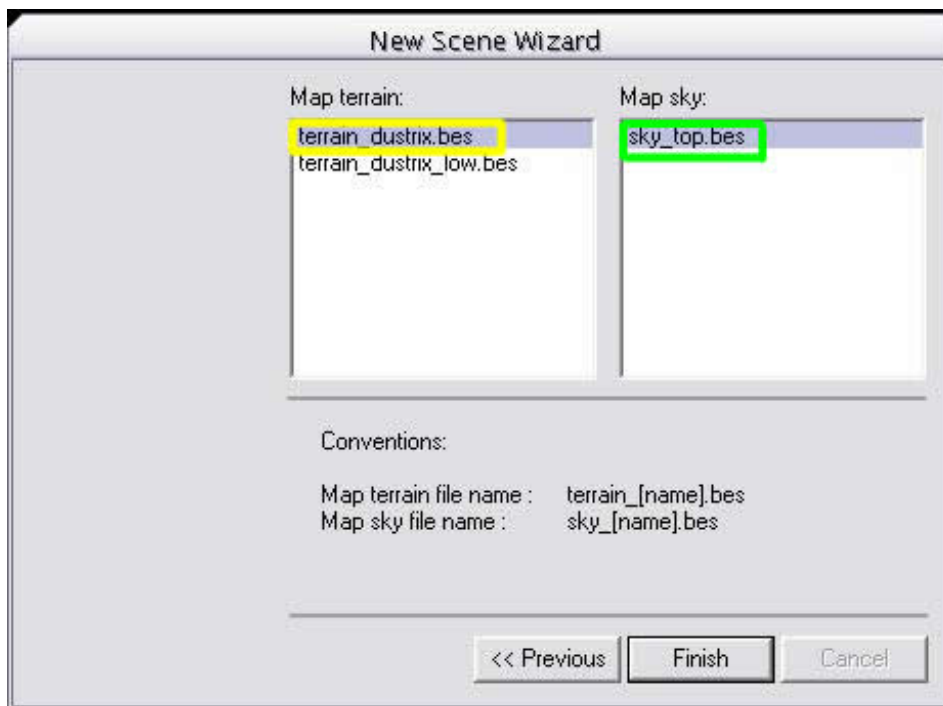 New Scene Wizard
Map terrain:
Map sky:
terrain_dustrix.bes
terrain_dustrix_low.bes
sky_top.bes
Conventions:
Map terrain file name : terrain_[name].bes
Map sky file name : sky_[name].bes
<< Previous
Finish
Cancel